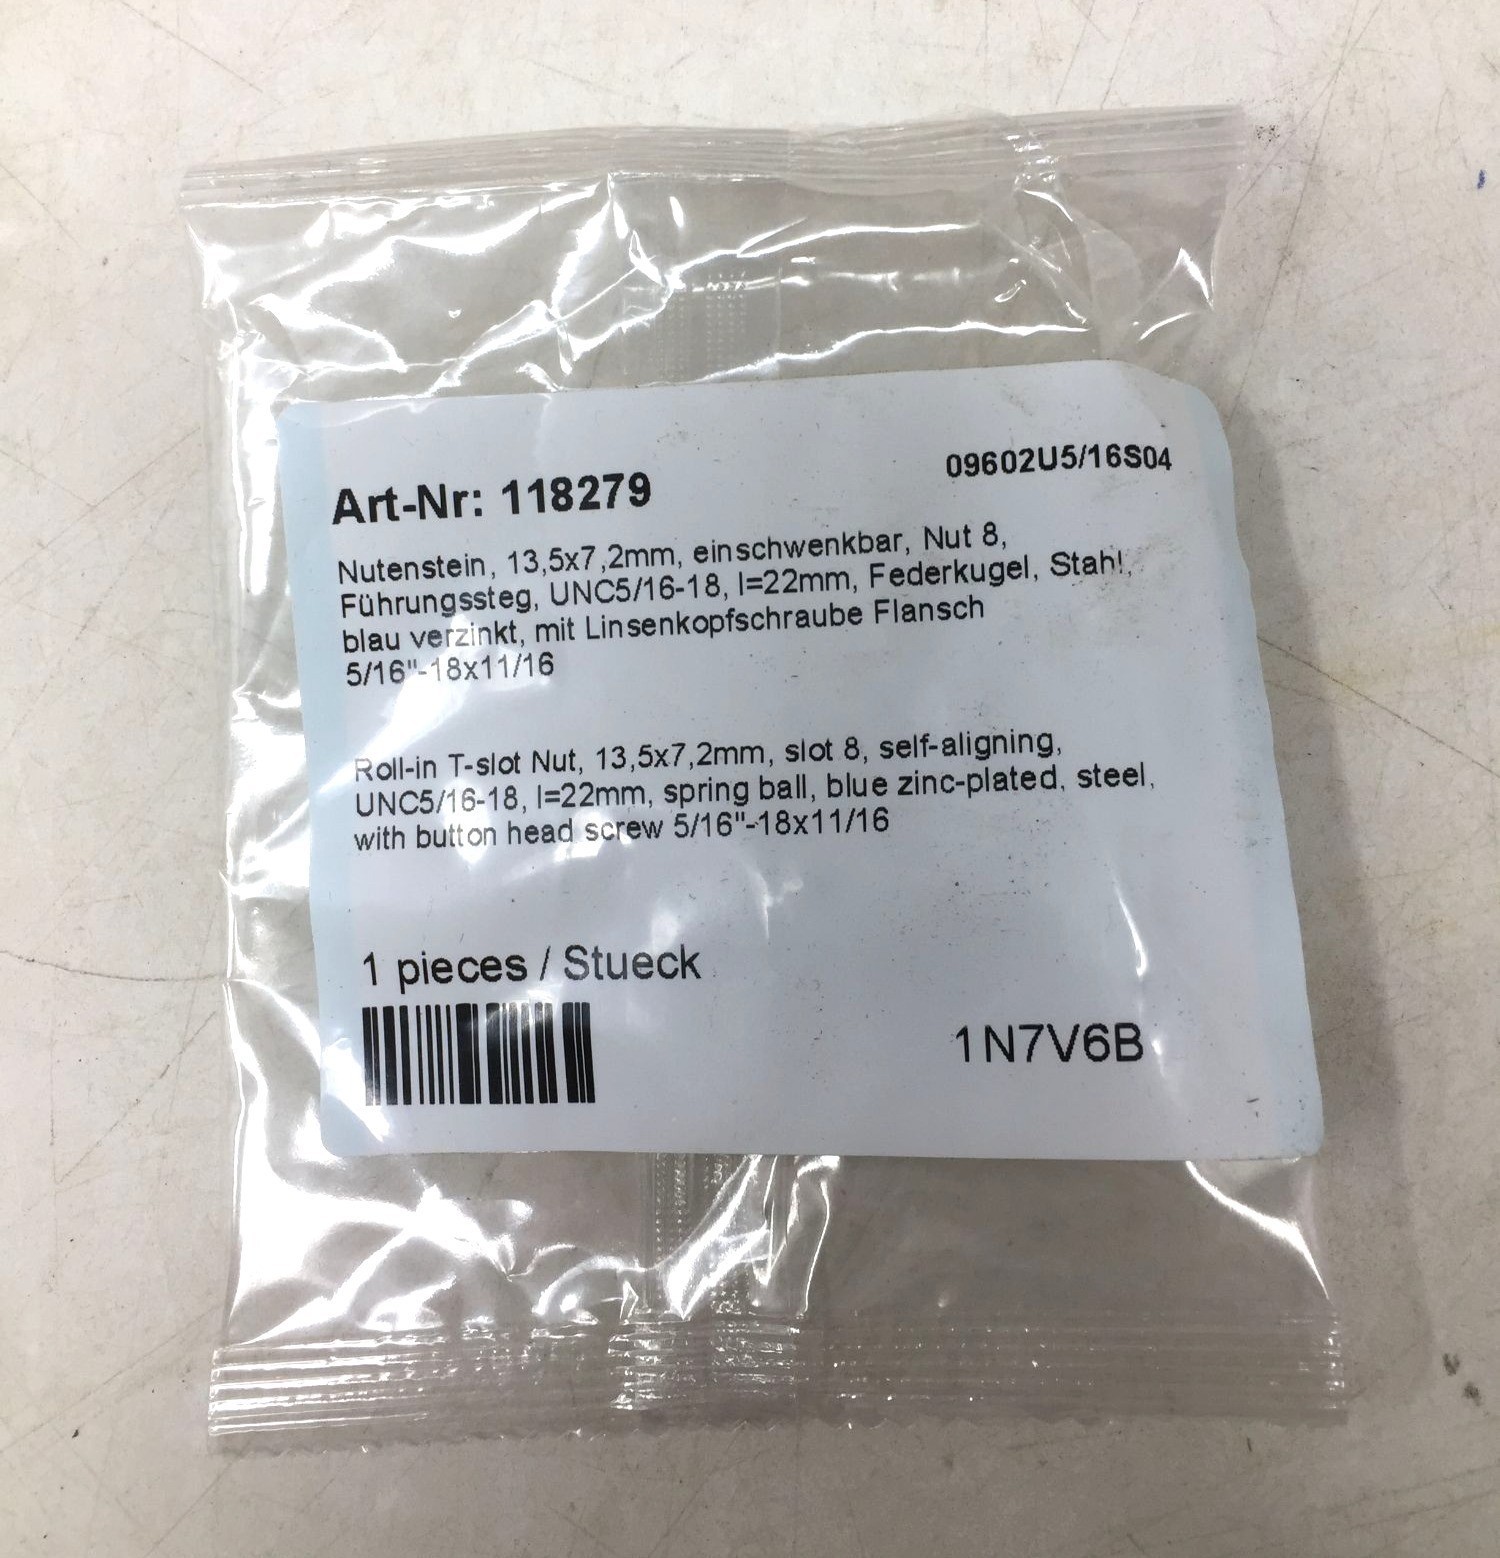 09602U5/16S04
Art-Nr: 118279
Nutenstein, 13,5x7,2mm, einschwenkbar, Nut 8,
Führungssteg, UNC5/16-18, l=22mm, Federkugel, Stahl,
blau verzinkt, mit Linsenkopfschraube Flansch
5/16"-18x11/16
Roll-in T-slot Nut, 13,5x7,2mm, slot 8, self-aligning,
UNC5/16-18, l=22mm, spring ball, blue zinc-plated, steel,
with button head screw 5/16"-18x11/16
1 pieces / Stueck
1N7V6B